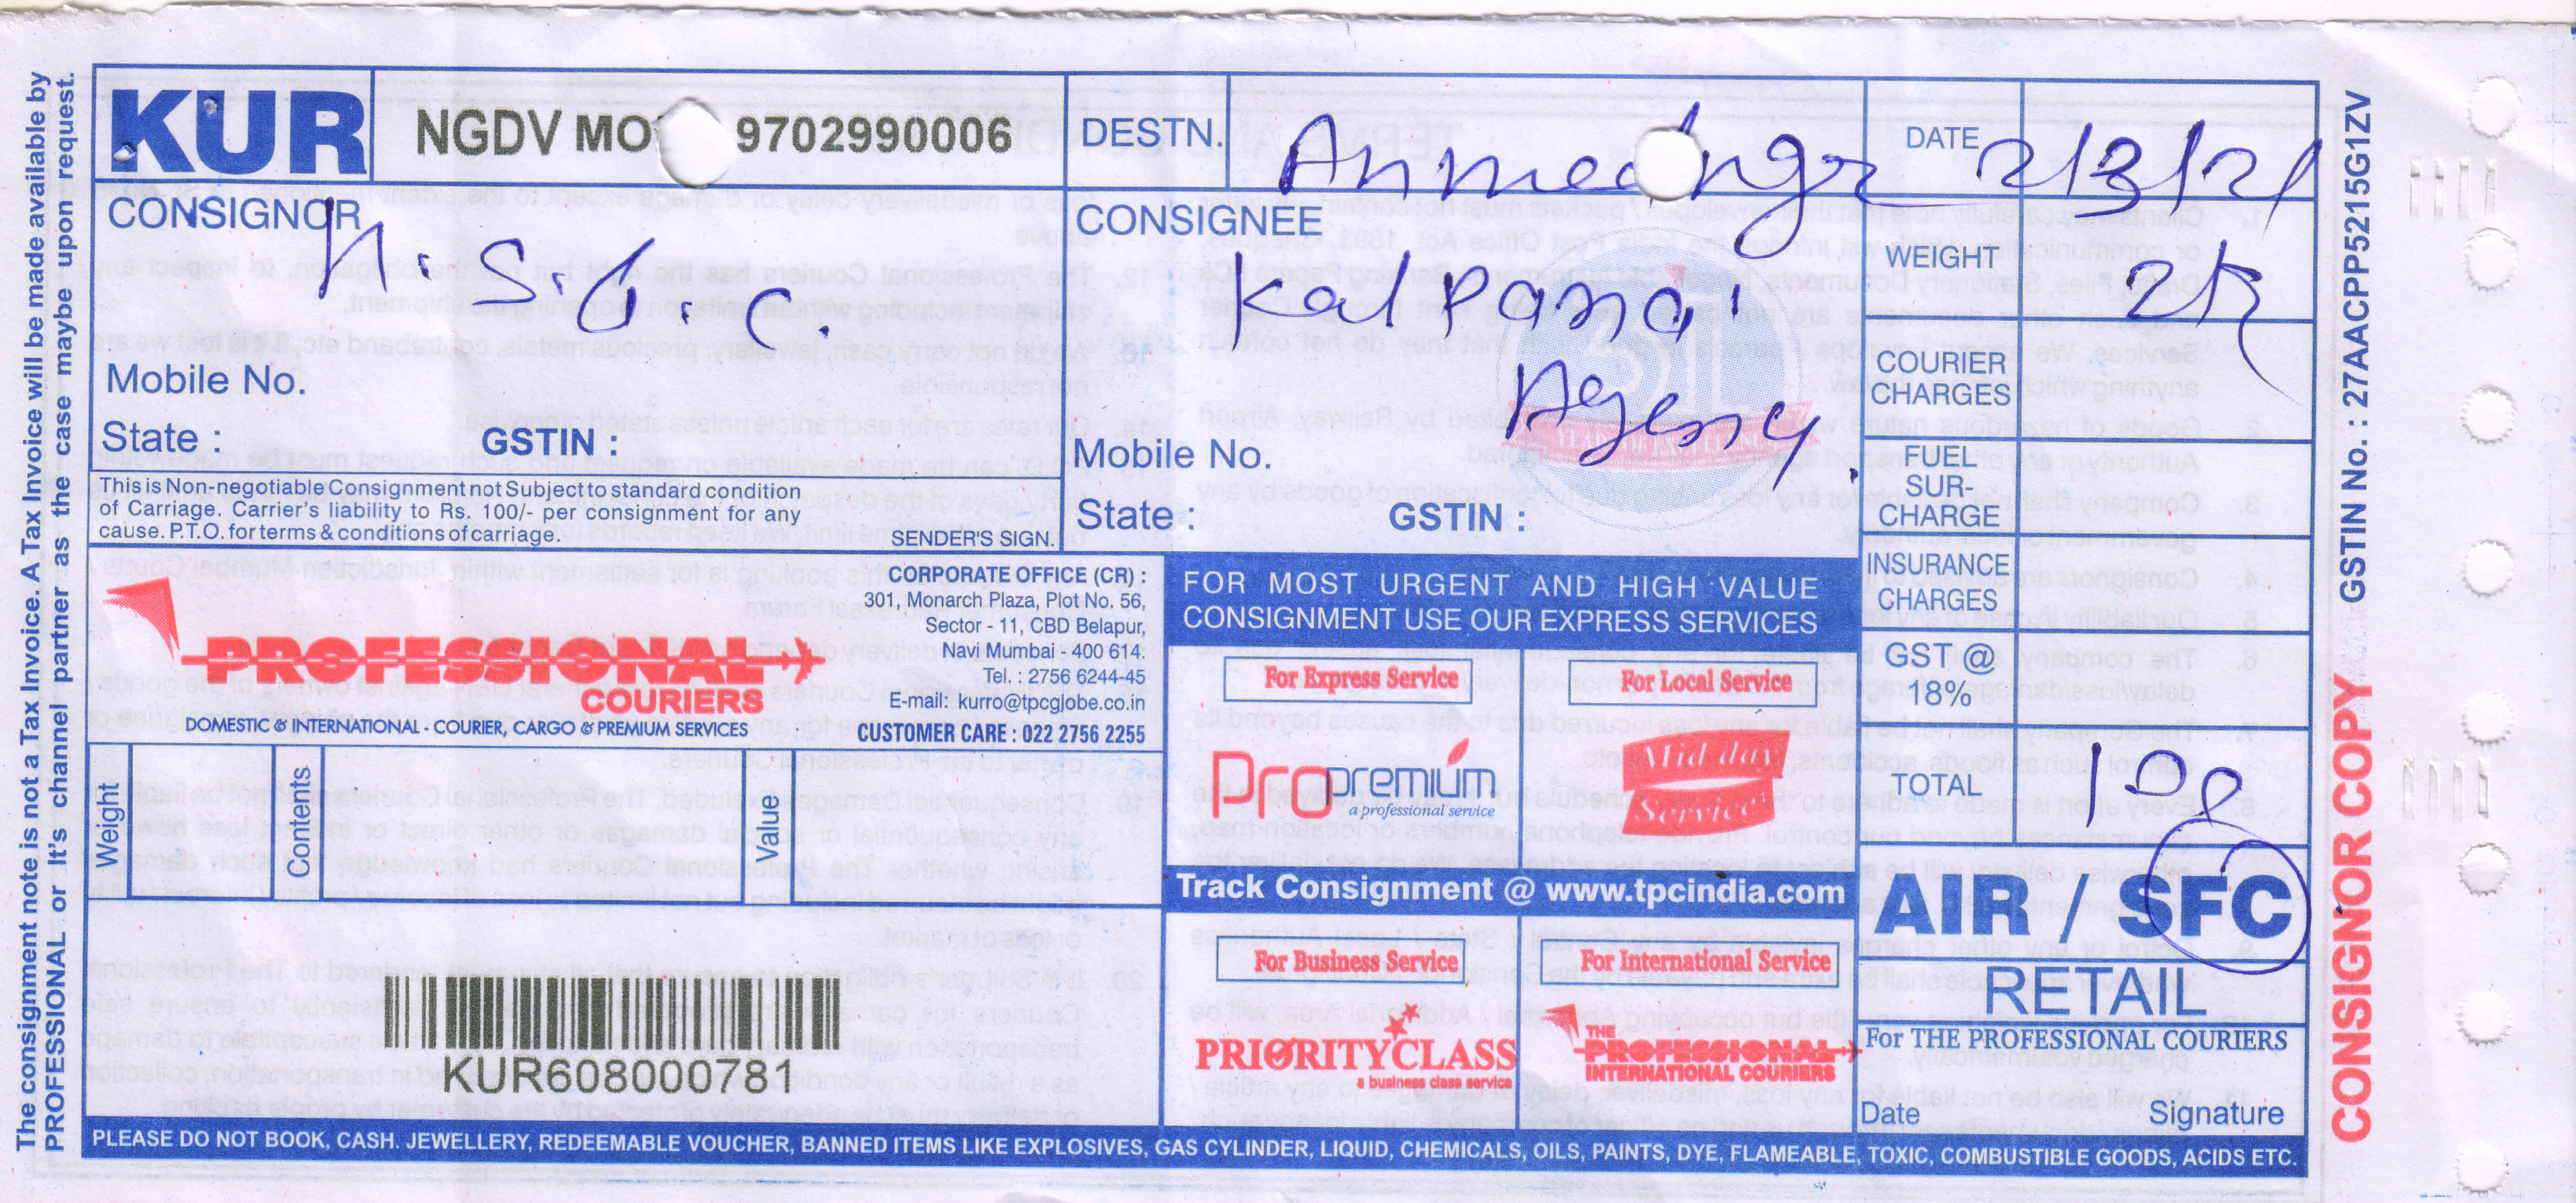 The consignment note is not a Tax Invoice. A Tax Invoice will be made available by
PROFESSIONAL or it's channel partner as the case maybe upon request.
KUR
NGDV MO 9702990006
DESTN.
DATE 2/3/21
CONSIGNOR
K. S. d. C.
Mobile No.
State : GSTIN :
This is Non-negotiable Consignment not Subject to standard condition
of Carriage. Carrier's liability to Rs. 100/- per consignment for any
cause. P.T.O. for terms & conditions of carriage.
SENDER'S SIGN.
CONSIGNEE
Kalpana
Agency.
Mobile No.
State : GSTIN :
WEIGHT 2k
COURIER
CHARGES
FUEL
SUR-
CHARGE
INSURANCE
CHARGES
GST @
18%
TOTAL 198
PROFESSIONAL
COURIERS
DOMESTIC & INTERNATIONAL - COURIER, CARGO & PREMIUM SERVICES
CORPORATE OFFICE (CR) :
301, Monarch Plaza, Plot No. 56,
Sector - 11, CBD Belapur,
Navi Mumbai - 400 614.
Tel. : 2756 6244-45
E-mail: kurro@tpcglobe.co.in
CUSTOMER CARE : 022 2756 2255
Weight
Contents
Value
KUR608000781
FOR MOST URGENT AND HIGH VALUE
CONSIGNMENT USE OUR EXPRESS SERVICES
For Express Service
For Local Service
Propremium
a professional service
Mid day
Service
Track Consignment @ www.tpcindia.com
For Business Service
For International Service
PRIORITYCLASS
a business class service
THE
PROFESSIONAL
INTERNATIONAL COURIERS
AIR / SFC
RETAIL
For THE PROFESSIONAL COURIERS
Date Signature
PLEASE DO NOT BOOK, CASH. JEWELLERY, REDEEMABLE VOUCHER, BANNED ITEMS LIKE EXPLOSIVES, GAS CYLINDER, LIQUID, CHEMICALS, OILS, PAINTS, DYE, FLAMEABLE, TOXIC, COMBUSTIBLE GOODS, ACIDS ETC.
CONSIGNOR COPY
GSTIN No. : 27AACPP5215G1ZV